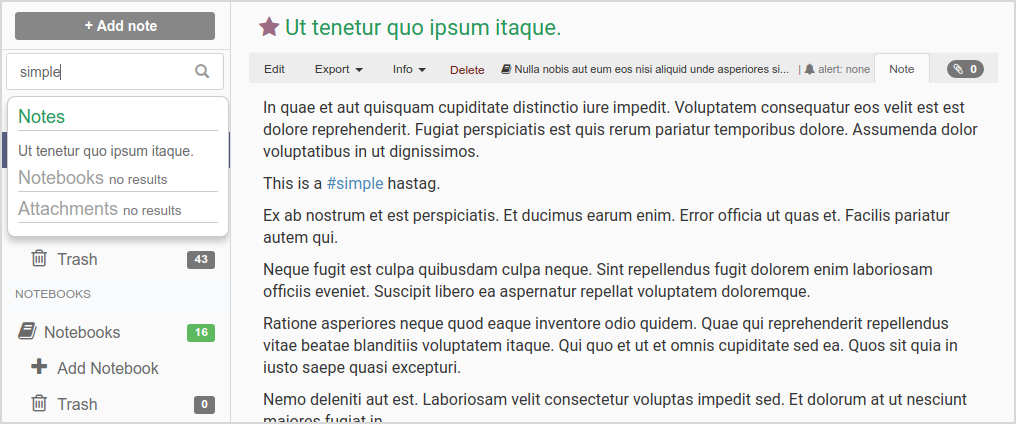 + Add note
simple
Notes
Ut tenetur quo ipsum itaque.
Notebooks no results
Attachments no results
Trash 43
NOTEBOOKS
Notebooks 16
Add Notebook
Trash 0
Ut tenetur quo ipsum itaque.
Edit Export Info Delete Nulla nobis aut eum eos nisi aliquid unde asperiores si... | alert: none Note 0
In quae et aut quisquam cupiditate distinctio iure impedit. Voluptatem consequatur eos velit est est
dolore reprehenderit. Fugiat perspiciatis est quis rerum pariatur temporibus dolore. Assumenda dolor
voluptatibus in ut dignissimos.
This is a #simple hastag.
Ex ab nostrum et est perspiciatis. Et ducimus earum enim. Error officia ut quas et. Facilis pariatur
autem qui.
Neque fugit est culpa quibusdam culpa neque. Sint repellendus fugit dolorem enim laboriosam
officiis eveniet. Suscipit libero ea aspernatur repellat voluptatem doloremque.
Ratione asperiores neque quod eaque inventore odio quidem. Quae qui reprehenderit repellendus
vitae beatae blanditiis voluptatem itaque. Qui quo et ut et omnis cupiditate sed ea. Quos sit quia in
iusto saepe quasi excepturi.
Nemo deleniti aut est. Laboriosam velit consectetur voluptas impedit sed. Et dolorum at ut nesciunt
maiores fugiat in